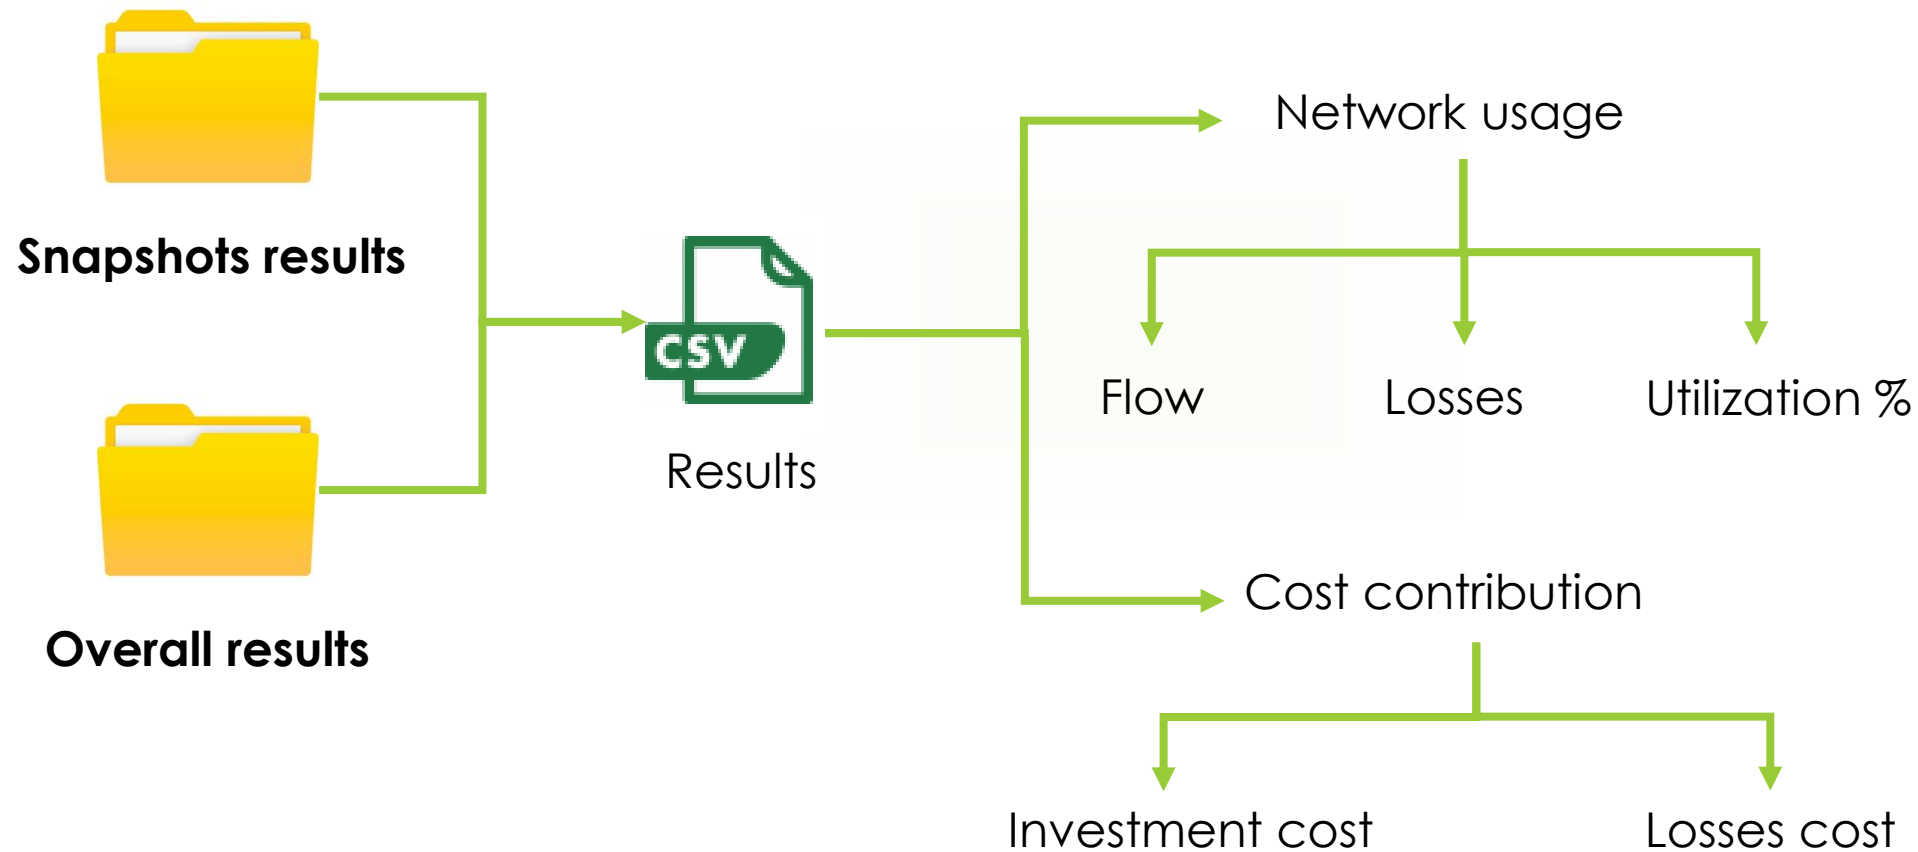 Snapshots results
Overall results
CSV
Results
Network usage
Flow
Losses
Utilization %
Cost contribution
Investment cost
Losses cost